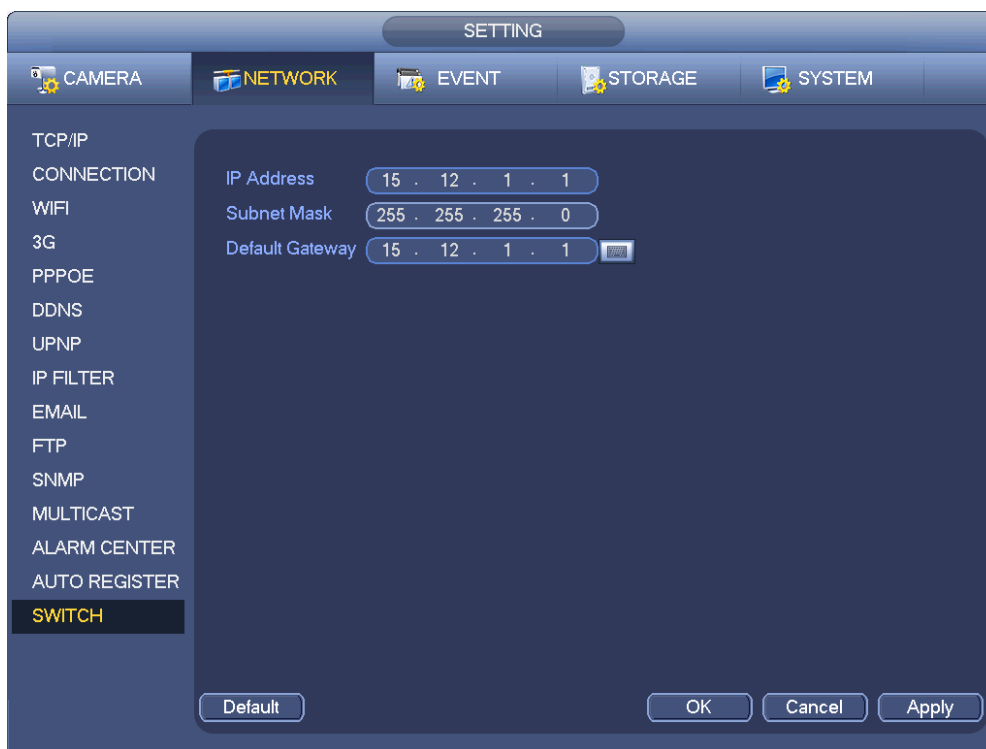 SETTING
CAMERA NETWORK EVENT STORAGE SYSTEM
TCP/IP
CONNECTION
WIFI
3G
PPPOE
DDNS
UPNP
IP FILTER
EMAIL
FTP
SNMP
MULTICAST
ALARM CENTER
AUTO REGISTER
SWITCH
IP Address 15 . 12 . 1 . 1
Subnet Mask 255 . 255 . 255 . 0
Default Gateway 15 . 12 . 1 . 1
Default OK Cancel Apply